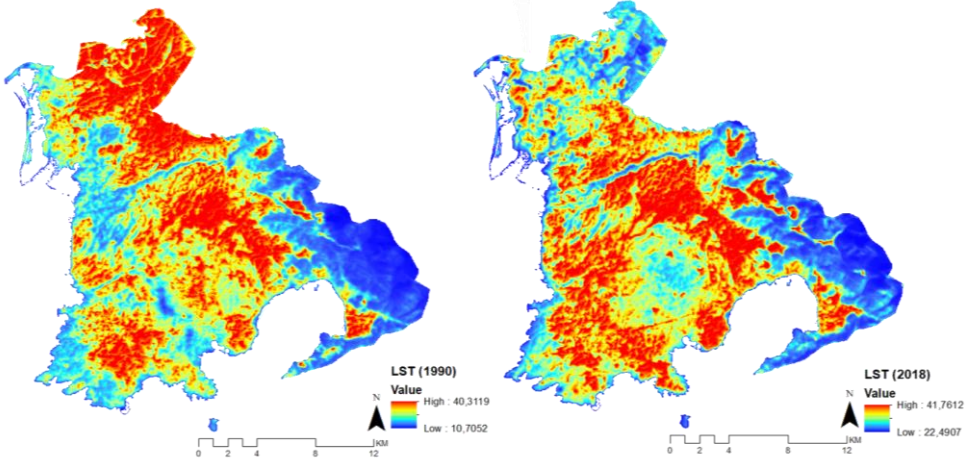 LST (1990)
Value
High : 40,3119
Low : 10,7052
N
KM
0 2 4 8 12
LST (2018)
Value
High : 41,7612
Low : 22,4907
N
KM
0 2 4 8 12